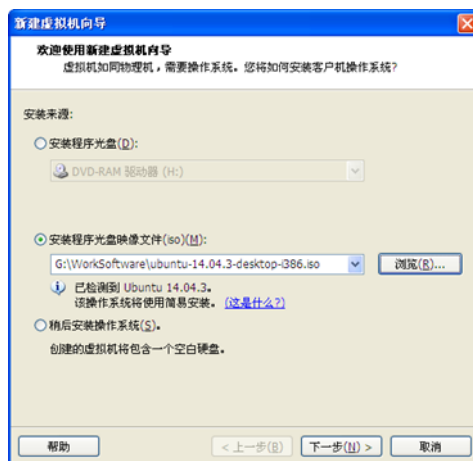 新建虚拟机向导
欢迎使用新建虚拟机向导
虚拟机如同物理机，需要操作系统。您将如何安装客户机操作系统?
安装来源:
安装程序光盘(D):
DVD-RAM 驱动器 (H:)
安装程序光盘映像文件(iso)(M):
G:\WorkSoftware\ubuntu-14.04.3-desktop-i386.iso
浏览(R)...
已检测到 Ubuntu 14.04.3。
该操作系统将使用简易安装。 (这是什么?)
稍后安装操作系统(S)。
创建的虚拟机将包含一个空白硬盘。
帮助
< 上一步(B)
下一步(N) >
取消